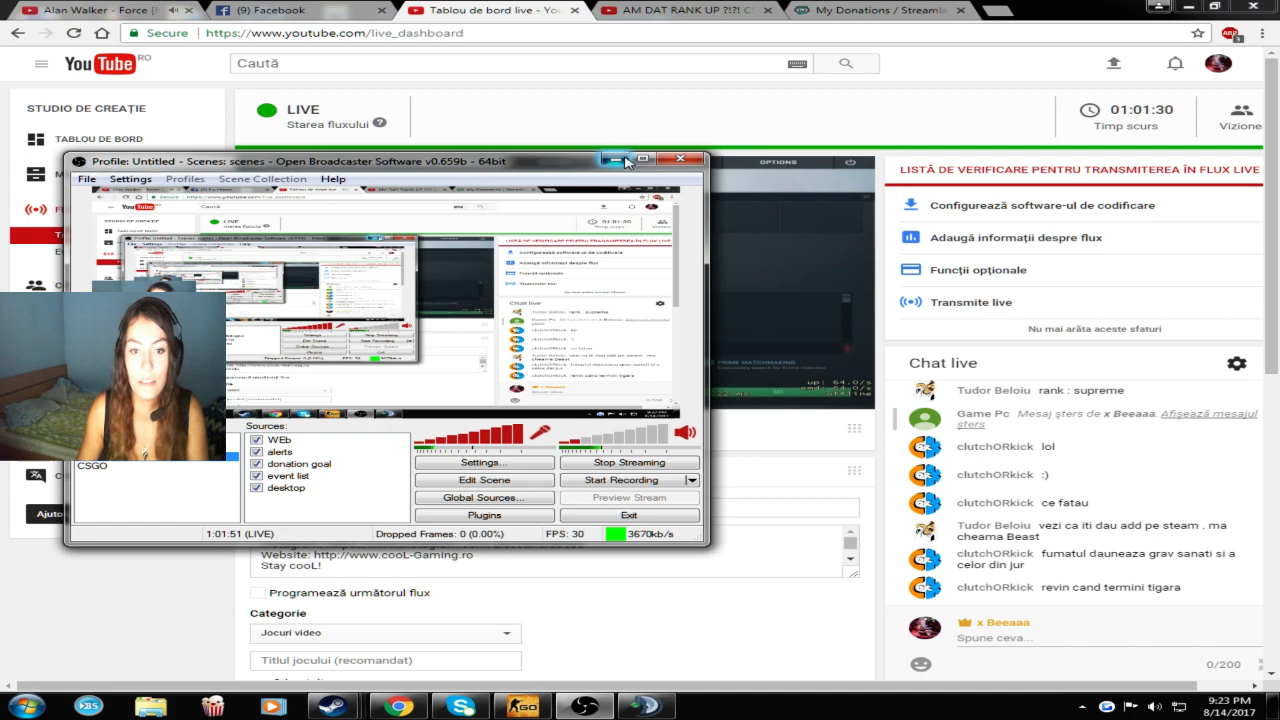 Alan Walker - Force [
(9) Facebook
Tablou de bord live - You
AM DAT RANK UP ?!?! CS
My Donations / Streamla
Secure
https://www.youtube.com/live_dashboard
YouTube RO
Caută
STUDIO DE CREAȚIE
LIVE
Starea fluxului
01:01:30
Timp scurs
Vizione
TABLOU DE BORD
Profile: Untitled - Scenes: scenes - Open Broadcaster Software v0.659b - 64bit
File Settings Profiles Scene Collection Help
OPTIONS
LISTĂ DE VERIFICARE PENTRU TRANSMITEREA ÎN FLUX LIVE
Configurează software-ul de codificare
Adaugă informații despre flux
Funcții opționale
Transmite live
Nu mai arăta aceste sfaturi
Chat live
Tudor Beloiu rank : supreme
Game Pc Mesaj șters de x Beeaaa. Afișează mesajul
șters
clutchORkick lol
clutchORkick :)
clutchORkick ce fatau
Tudor Beloiu vezi ca iti dau add pe steam . ma
cheama Beast
clutchORkick fumatul dauneaza grav sanati si a
celor din jur
clutchORkick revin cand termini tigara
x Beeaaa
Spune ceva...
0/200
CSGO
Sources:
WEb
alerts
donation goal
event list
desktop
Settings...
Stop Streaming
Edit Scene
Start Recording
Global Sources...
Preview Stream
Plugins
Exit
1:01:51 (LIVE)
Dropped Frames: 0 (0.00%)
FPS: 30
3670kb/s
Ajuto
Website: http://www.cooL-Gaming.ro
Stay cooL!
Programează următorul flux
Categorie
Jocuri video
Titlul jocului (recomandat)
9:23 PM
8/14/2017